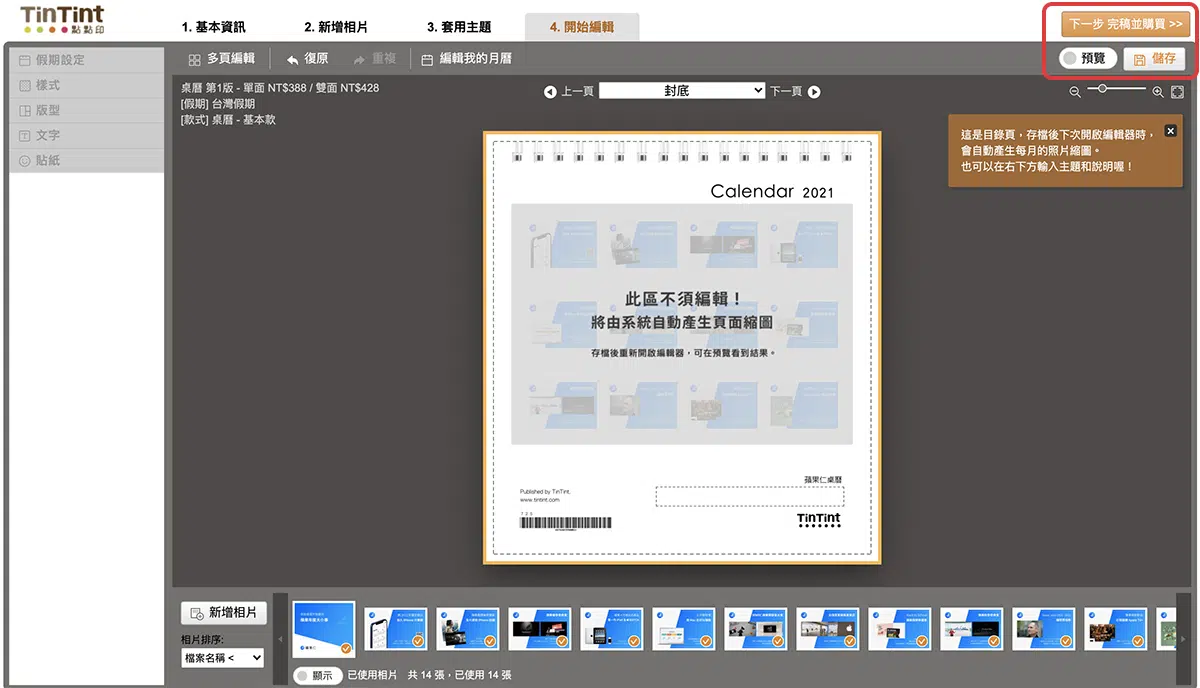 TinTint
點點印
1. 基本資訊
2. 新增相片
3. 套用主題
4. 開始編輯
下一步 完稿並購買 >>
預覽
儲存
假期設定
樣式
版型
文字
貼紙
多頁編輯
復原
重複
編輯我的月曆
桌曆 第1版 - 單面 NT$388 / 雙面 NT$428
[假期] 台灣假期
[款式] 桌曆 - 基本款
上一頁
封底
下一頁
這是目錄頁，存檔後下次開啟編輯器時，
會自動產生每月的照片縮圖。
也可以在右下方輸入主題和說明喔！
Calendar 2021
此區不須編輯！
將由系統自動產生頁面縮圖
存檔後重新開啟編輯器，可在預覽看到結果。
蘋果仁桌曆
Published by TinTint.
www.tintint.com
720
TinTint
新增相片
相片排序:
檔案名稱 <
顯示
已使用相片 共 14 張，已使用 14 張